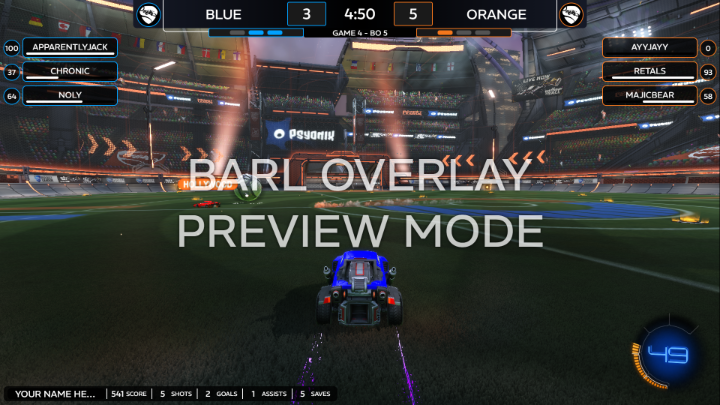 BLUE 3 4:50 5 ORANGE
GAME 4 - BO 5
100 APPARENTLYJACK
37 CHRONIC
64 NOLY
AYYJAYY 0
RETALS 93
MAJICBEAR 58
PSYONIX
BARL OVERLAY
PREVIEW MODE
49
YOUR NAME HE... 541 SCORE 5 SHOTS 2 GOALS 1 ASSISTS 5 SAVES